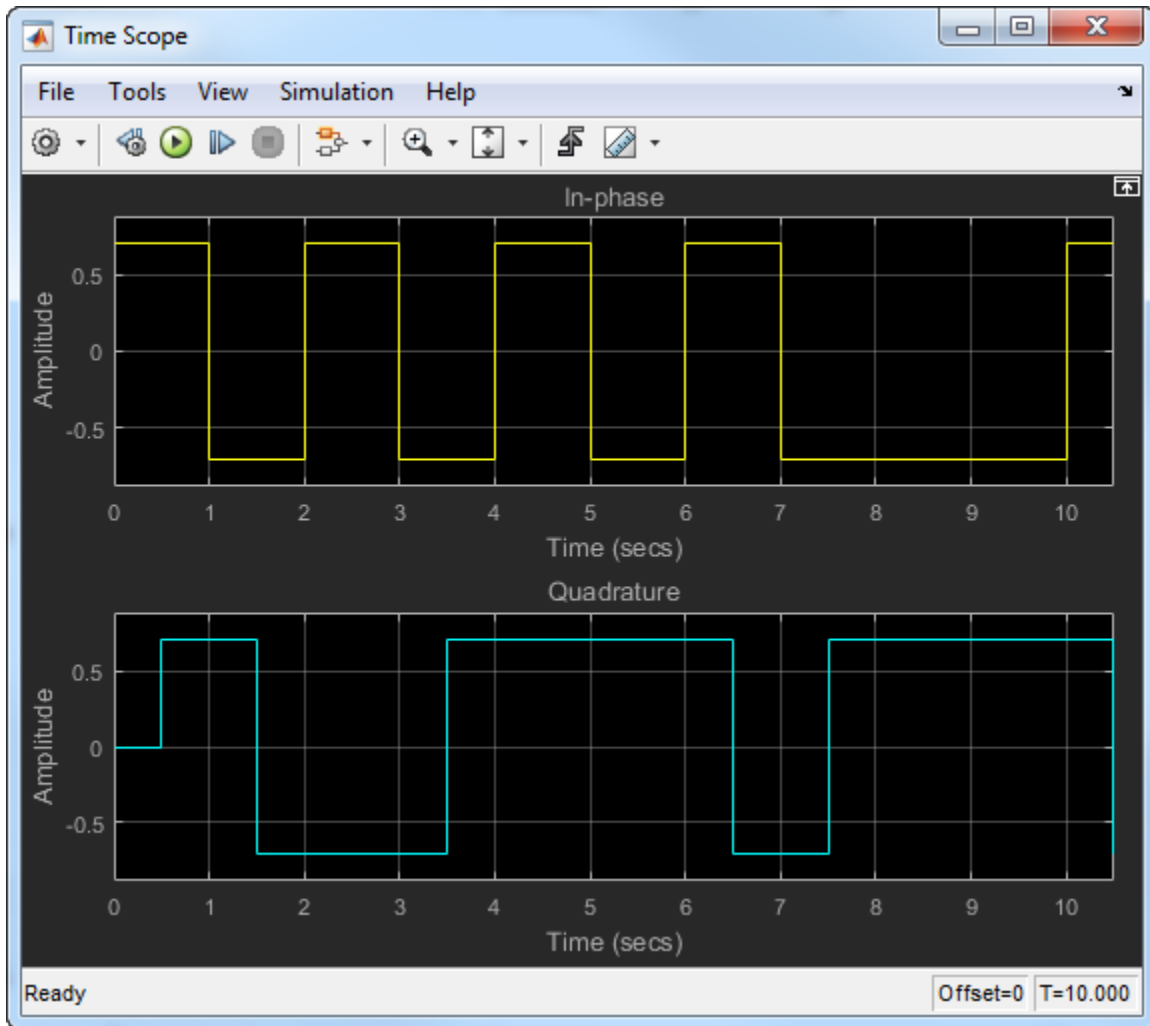 Time Scope
File Tools View Simulation Help
In-phase
Amplitude
0.5
0
-0.5
0 1 2 3 4 5 6 7 8 9 10
Time (secs)
Quadrature
Amplitude
0.5
0
-0.5
0 1 2 3 4 5 6 7 8 9 10
Time (secs)
Ready Offset=0 T=10.000